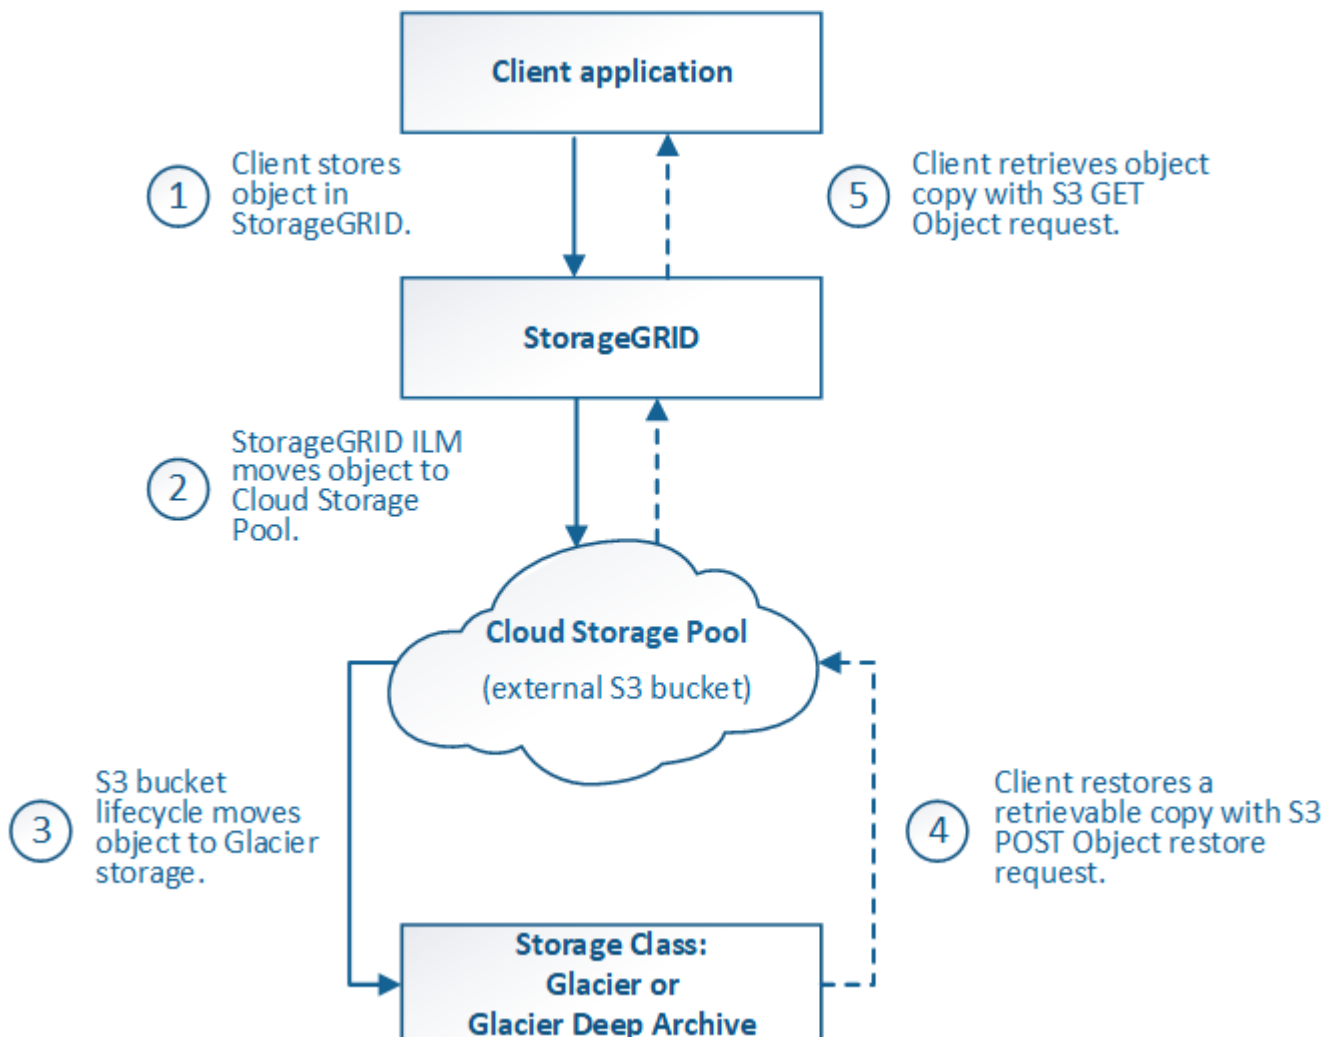 Client application
1
Client stores
object in
StorageGRID.
5
Client retrieves object
copy with S3 GET
Object request.
StorageGRID
2
StorageGRID ILM
moves object to
Cloud Storage
Pool.
Cloud Storage Pool
(external S3 bucket)
3
S3 bucket
lifecycle moves
object to Glacier
storage.
4
Client restores a
retrievable copy with S3
POST Object restore
request.
Storage Class:
Glacier or
Glacier Deep Archive